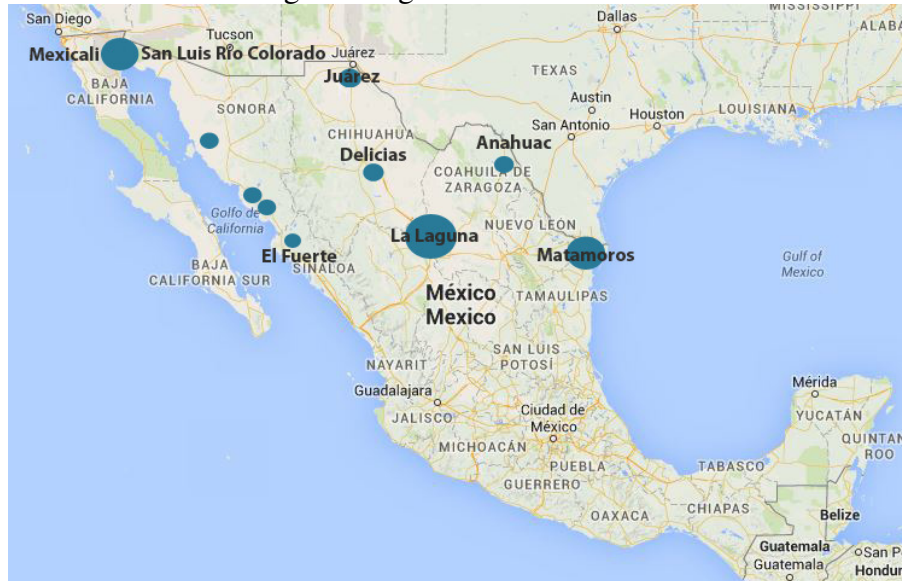 San Diego
Dallas
MISSISSIPPI
ALABA
Tucson
Mexicali
San Luis Río Colorado
Juárez
Juárez
BAJA
CALIFORNIA
TEXAS
SONORA
Austin
LOUISIANA
Houston
San Antonio
CHIHUAHUA
Anahuac
Delicias
COAHUILA DE
ZARAGOZA
Golfo de
California
NUEVO LEÓN
La Laguna
El Fuerte
Matamoros
Gulf of
Mexico
BAJA
CALIFORNIA SUR
SINALOA
México
Mexico
TAMAULIPAS
SAN LUIS
POTOSÍ
NAYARIT
Mérida
Guadalajara
Ciudad de
México
YUCATÁN
JALISCO
QUINTAN
ROO
MICHOACÁN
PUEBLA
TABASCO
GUERRERO
CHIAPAS
Belize
OAXACA
Guatemala
San P
Guatemala
Hondur